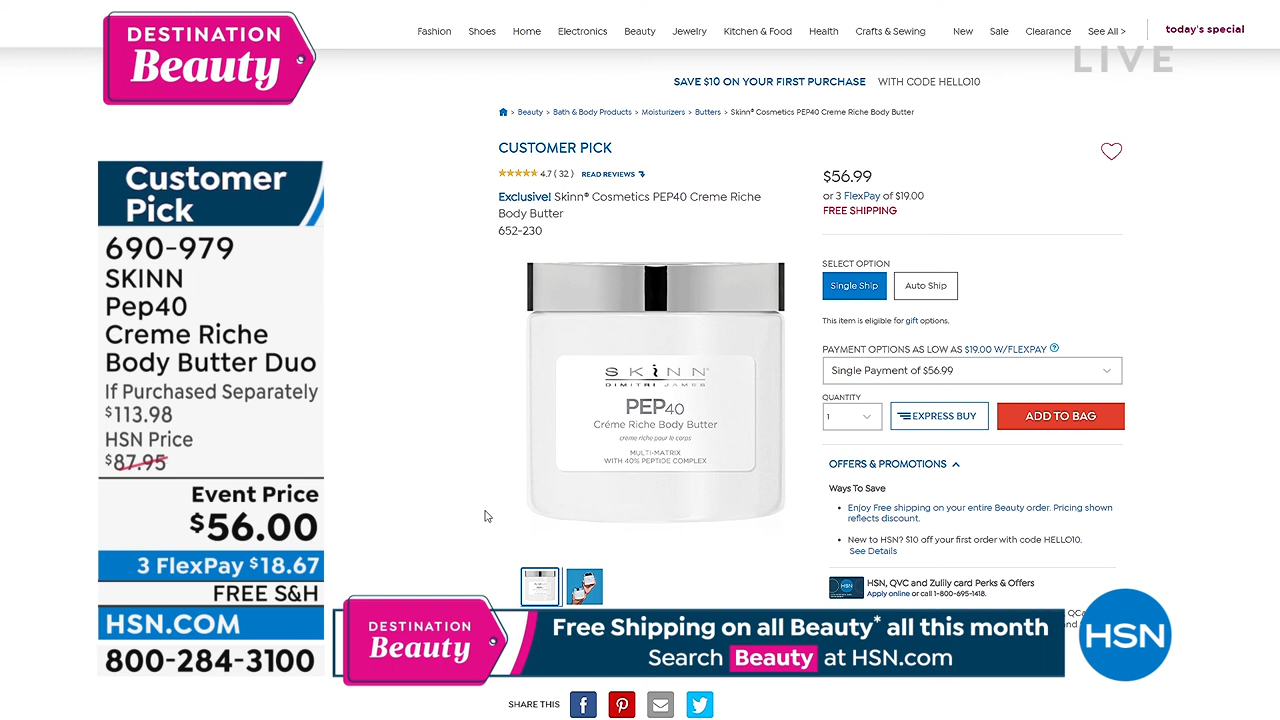 DESTINATION
Beauty
Fashion Shoes Home Electronics Beauty Jewelry Kitchen & Food Health Crafts & Sewing New Sale Clearance See All > today's special
LIVE
SAVE $10 ON YOUR FIRST PURCHASE WITH CODE HELLO10
> Beauty > Bath & Body Products > Moisturizers > Butters > Skinn® Cosmetics PEP40 Creme Riche Body Butter
CUSTOMER PICK
4.7 ( 32 ) READ REVIEWS
Exclusive! Skinn® Cosmetics PEP40 Creme Riche
Body Butter
652-230
$56.99
or 3 FlexPay of $19.00
FREE SHIPPING
SELECT OPTION
Single Ship Auto Ship
This item is eligible for gift options.
PAYMENT OPTIONS AS LOW AS $19.00 W/FLEXPAY ?
Single Payment of $56.99
QUANTITY
1
EXPRESS BUY
ADD TO BAG
OFFERS & PROMOTIONS
Ways To Save
• Enjoy Free shipping on your entire Beauty order. Pricing shown
reflects discount.
• New to HSN? $10 off your first order with code HELLO10.
See Details
HSN
HSN, QVC and Zulily card Perks & Offers
Apply online or call 1-800-695-1418.
SKINN®
DIMITRI JAMES
PEP40
Créme Riche Body Butter
creme riche pour le corps
MULTI-MATRIX
WITH 40% PEPTIDE COMPLEX
Customer
Pick
690-979
SKINN
Pep40
Creme Riche
Body Butter Duo
If Purchased Separately
$113.98
HSN Price
$87.95
Event Price
$56.00
3 FlexPay $18.67
FREE S&H
HSN.COM
800-284-3100
DESTINATION
Beauty
Free Shipping on all Beauty* all this month
Search Beauty at HSN.com
HSN
SHARE THIS